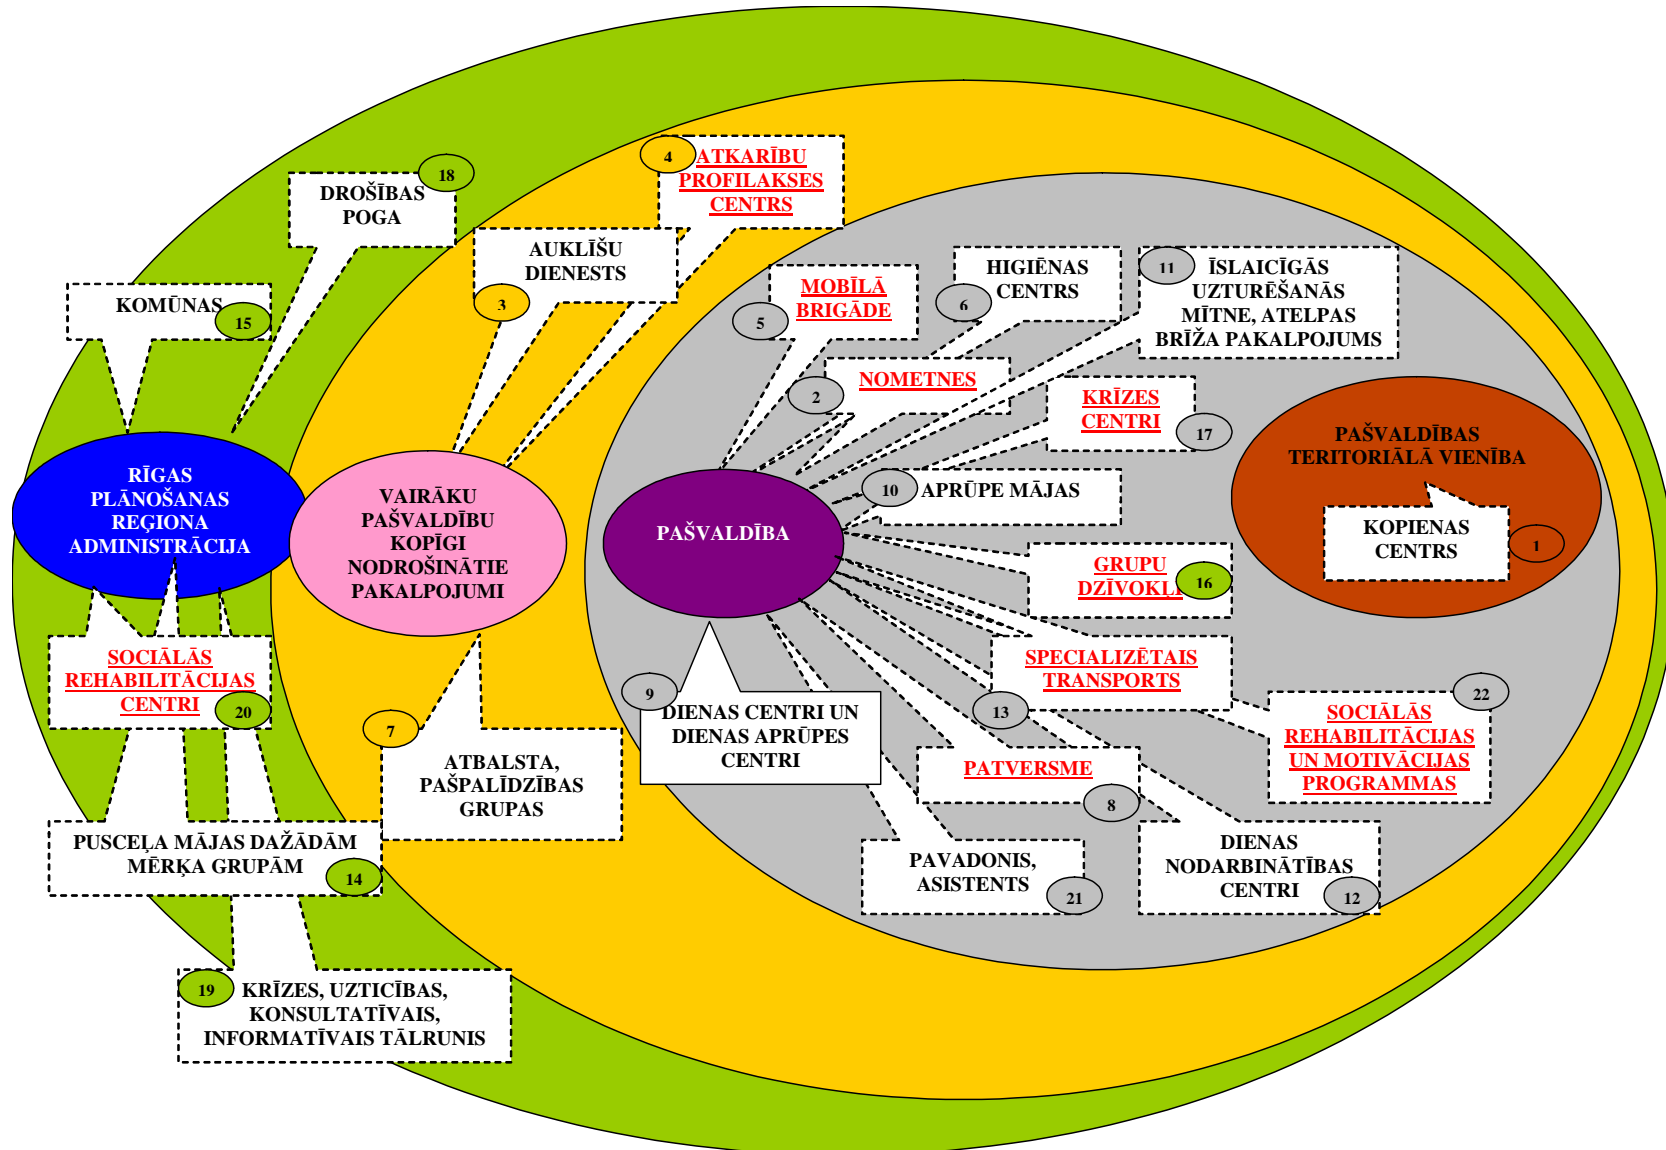 18
DROŠĪBAS
POGA
4
ATKARĪBU
PROFILAKSES
CENTRS
AUKLĪŠU
DIENESTS
3
KOMŪNAS
15
MOBĪLĀ
BRIGĀDE
5
HIGIĒNAS
CENTRS
6
11
ĪSLAICĪGĀS
UZTURĒŠANĀS
MĪTNE, ATELPAS
BRĪŽA PAKALPOJUMS
NOMETNES
2
KRĪZES
CENTRI
17
10
APRŪPE MĀJAS
PAŠVALDĪBAS
TERITORIĀLĀ VIENĪBA
KOPIENAS
CENTRS
1
RĪGAS
PLĀNOŠANAS
REĢIONA
ADMINISTRĀCIJA
VAIRĀKU
PAŠVALDĪBU
KOPĪGI
NODROŠINĀTIE
PAKALPOJUMI
PAŠVALDĪBA
GRUPU
DZĪVOKĻI
16
SOCIĀLĀS
REHABILITĀCIJAS
CENTRI
20
9
DIENAS CENTRI UN
DIENAS APRŪPES
CENTRI
SPECIALIZĒTAIS
TRANSPORTS
13
22
SOCIĀLĀS
REHABILITĀCIJAS
UN MOTIVĀCIJAS
PROGRAMMAS
7
ATBALSTA,
PAŠPALĪDZĪBAS
GRUPAS
PATVERSME
8
PUSCEĻA MĀJAS DAŽĀDĀM
MĒRĶA GRUPĀM
14
PAVADONIS,
ASISTENTS
21
DIENAS
NODARBINĀTĪBAS
CENTRI
12
19
KRĪZES, UZTICĪBAS,
KONSULTATĪVAIS,
INFORMATĪVAIS TĀLRUNIS